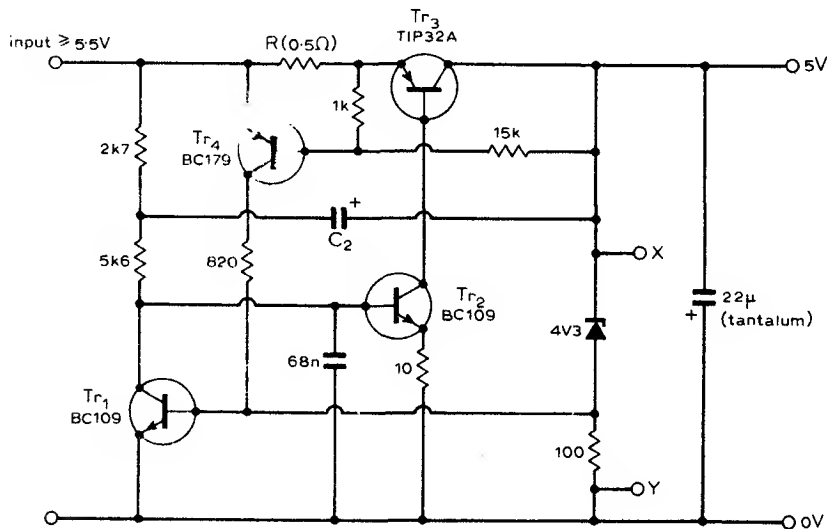 input ≥ 5·5V
R(0·5Ω)
Tr3
TIP32A
5V
1k
2k7
Tr4
BC179
15k
+
C2
X
5k6
820
Tr2
BC109
4V3
22μ
(tantalum)
+
68n
10
Tr1
BC109
100
Y
0V